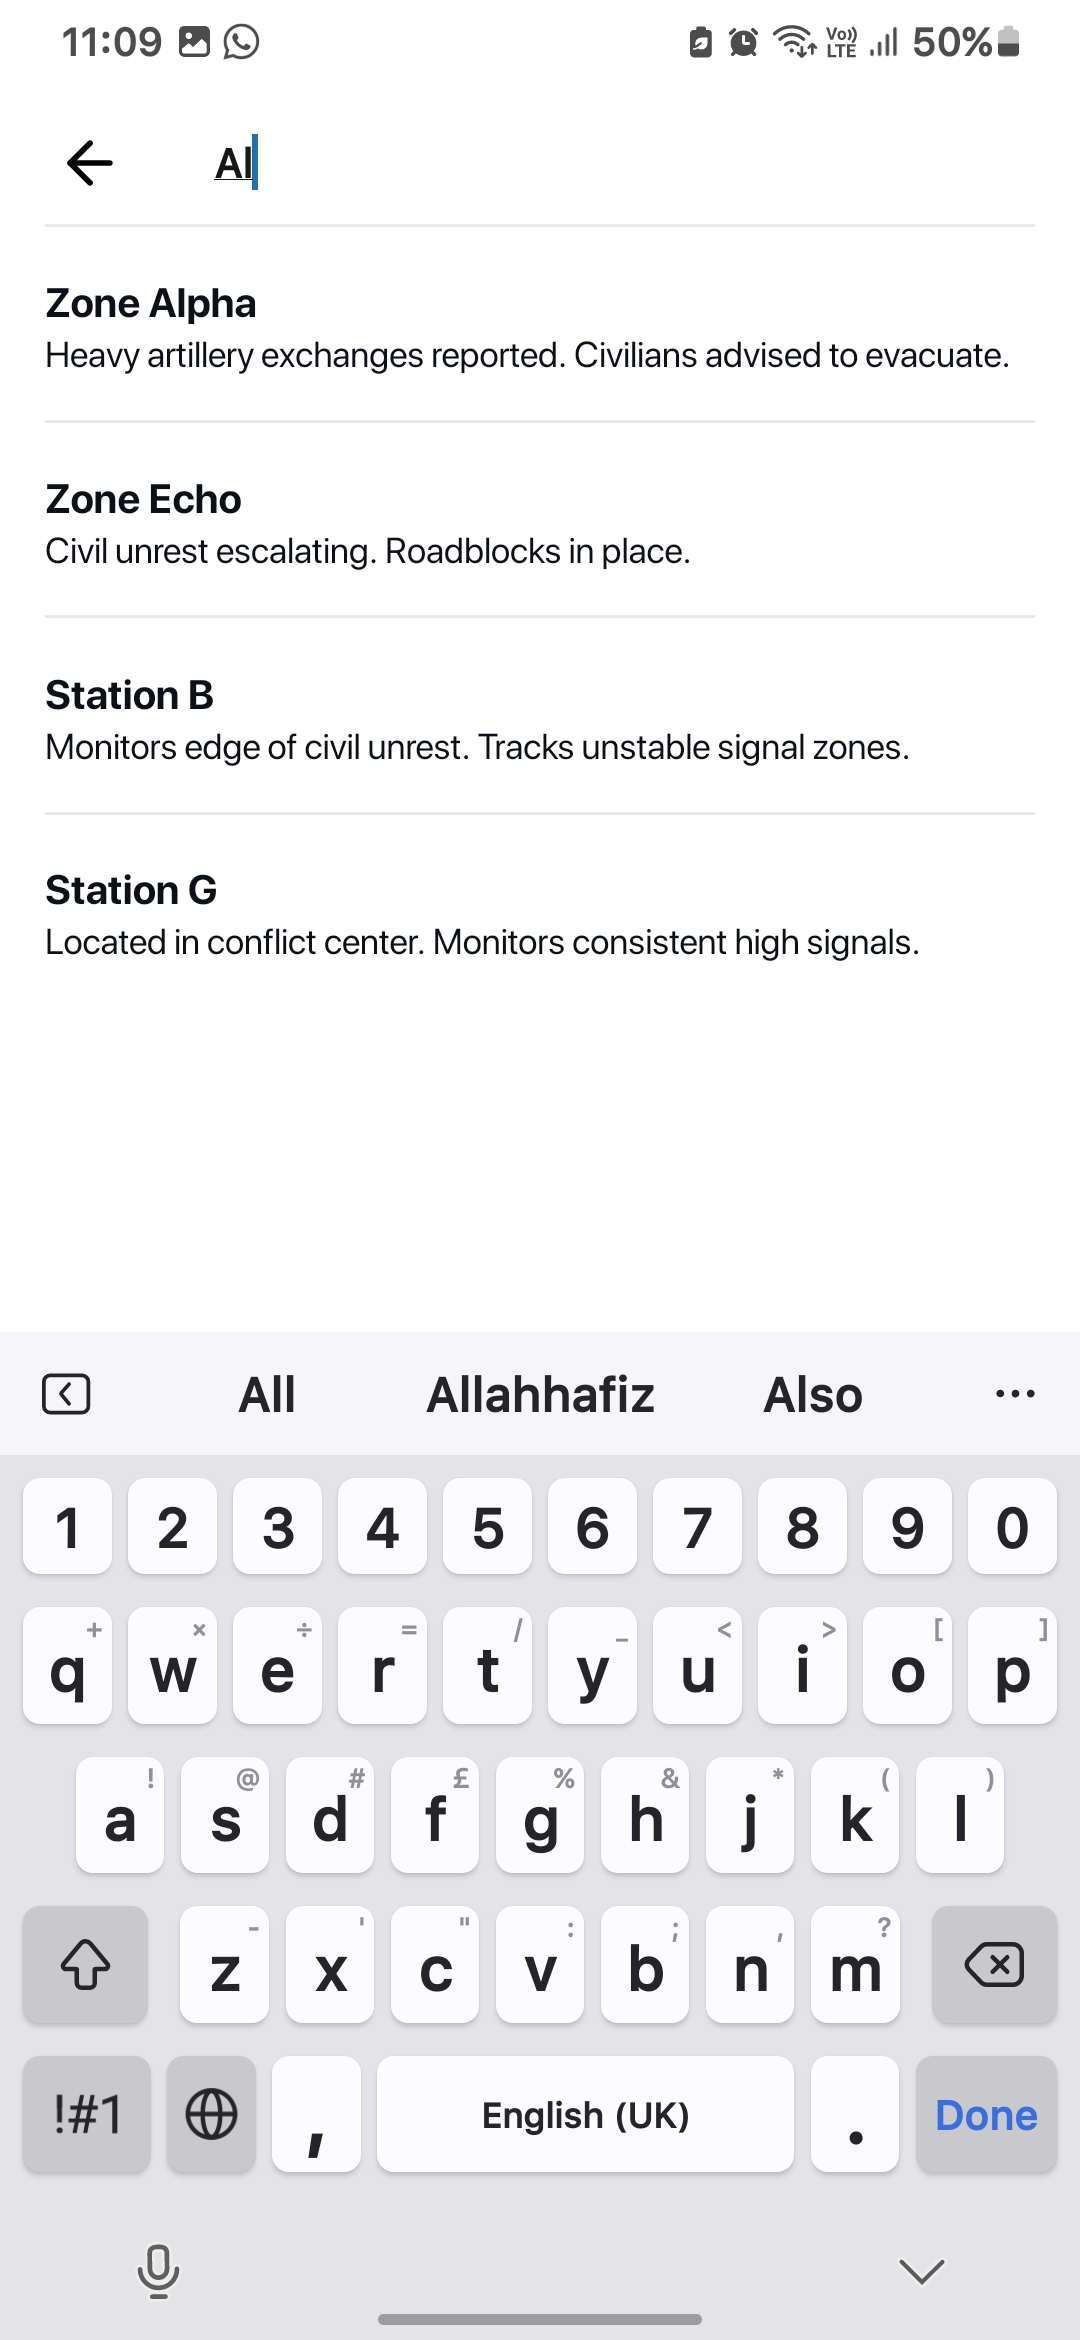 11:09 Vo)) LTE 50%
Al
Zone Alpha
Heavy artillery exchanges reported. Civilians advised to evacuate.
Zone Echo
Civil unrest escalating. Roadblocks in place.
Station B
Monitors edge of civil unrest. Tracks unstable signal zones.
Station G
Located in conflict center. Monitors consistent high signals.
All Allahhafiz Also ...
1 2 3 4 5 6 7 8 9 0
+ × ÷ = / _ < > [ ]
q w e r t y u i o p
! @ # £ % & * ( )
a s d f g h j k l
- ' " : ; , ?
z x c v b n m
!#1 , English (UK) . Done